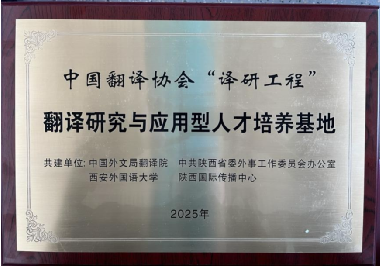 中国翻译协会“译研工程”
翻译研究与应用型人才培养基地
共建单位:中国外文局翻译院 中共陕西省委外事工作委员会办公室
西安外国语大学 陕西国际传播中心
2025年